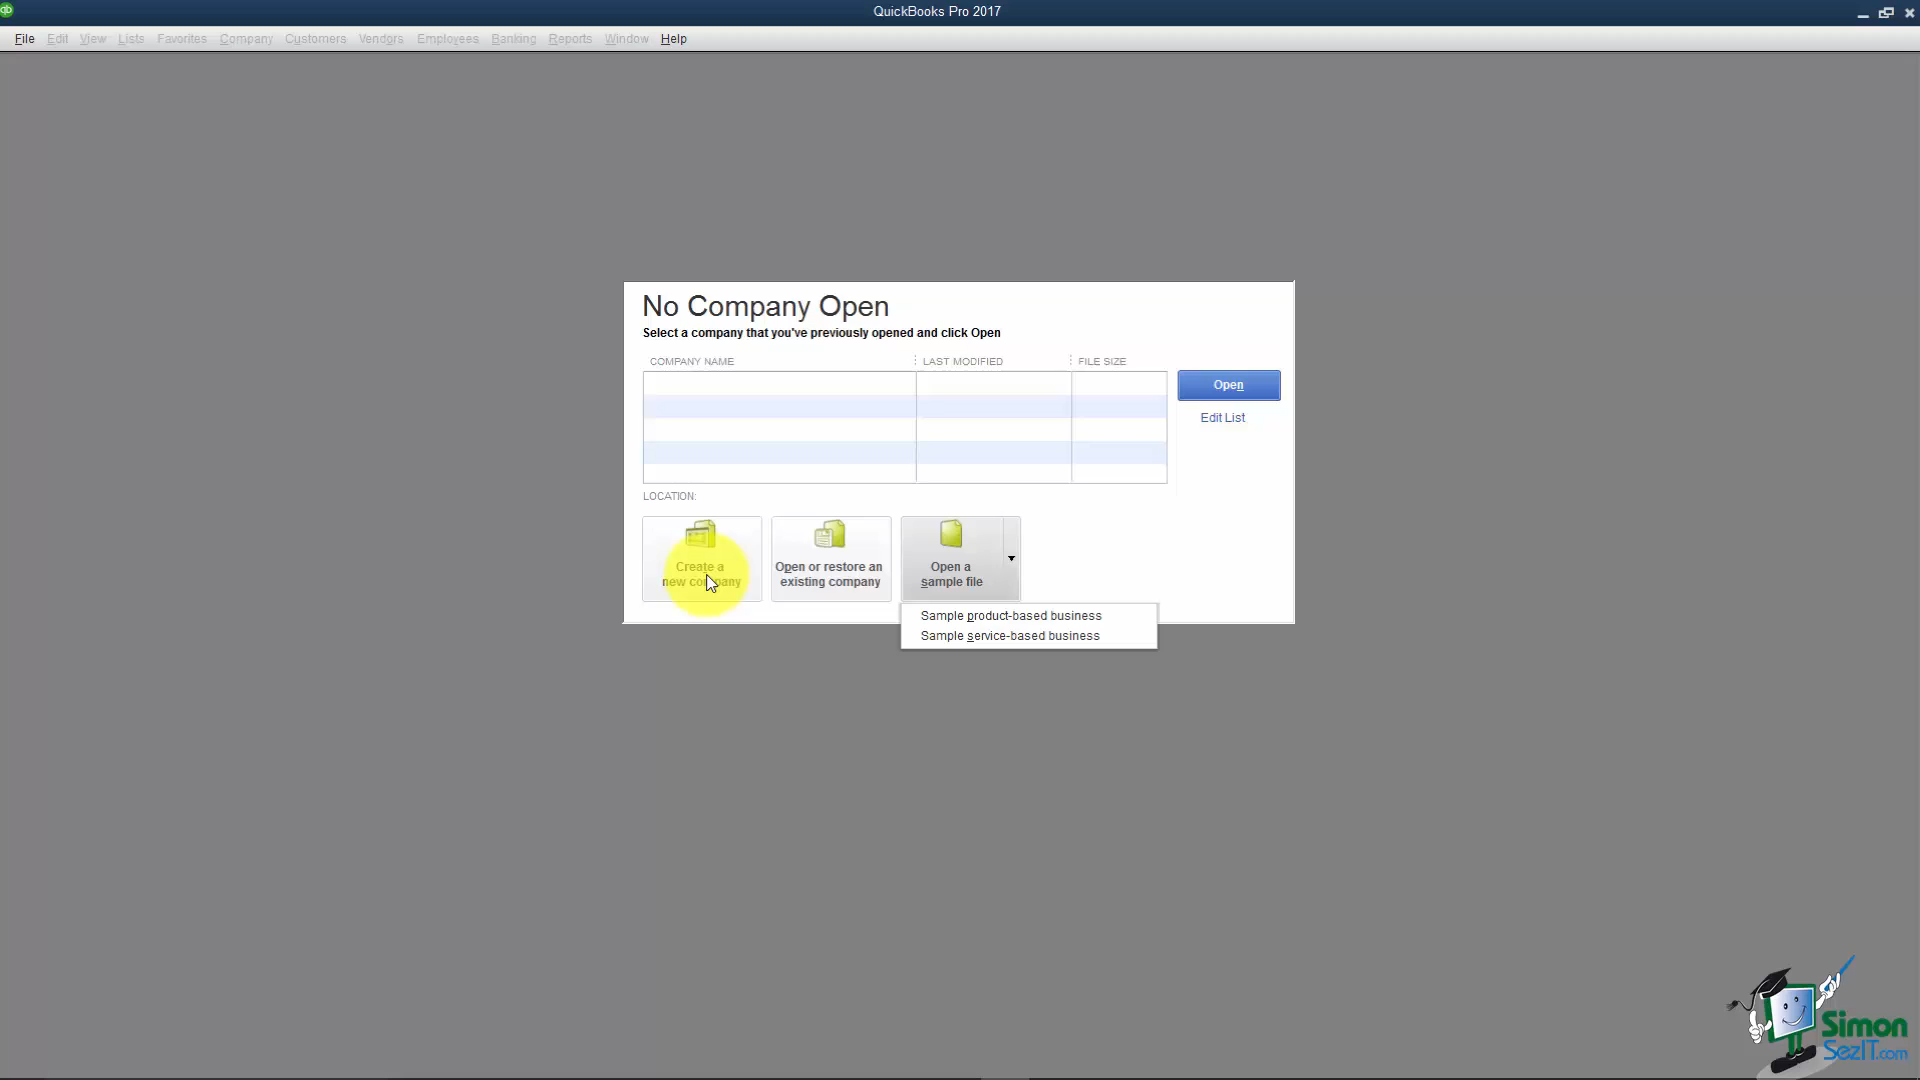 qb
QuickBooks Pro 2017
File Edit View Lists Favorites Company Customers Vendors Employees Banking Reports Window Help
No Company Open
Select a company that you've previously opened and click Open
COMPANY NAME LAST MODIFIED FILE SIZE
Open
Edit List
LOCATION:
Create a
new company
Open or restore an
existing company
Open a
sample file
Sample product-based business
Sample service-based business
Simon
SezIT.com